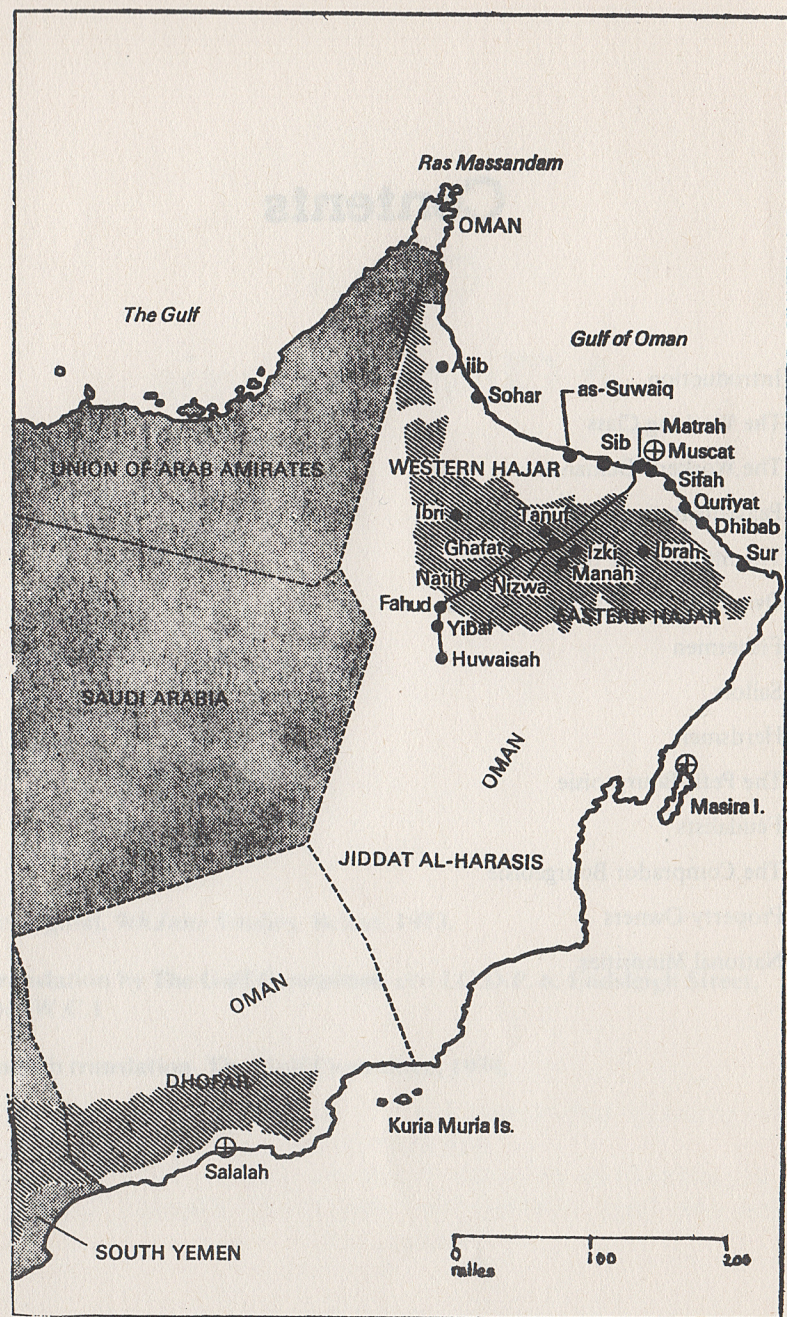 Ras Massandam
OMAN
The Gulf
Gulf of Oman
Ajib
Sohar
as-Suwaiq
Matrah
Sib
Muscat
UNION OF ARAB AMIRATES
WESTERN HAJAR
Sifah
Quriyat
Ibri
Tanuf
Dhibab
Ghafat
Izki
Ibrah
Sur
Natih
Nizwa
Manah
Fahud
EASTERN HAJAR
Yibal
Huwaisah
SAUDI ARABIA
OMAN
Masira I.
JIDDAT AL-HARASIS
OMAN
DHOFAR
Kuria Muria Is.
Salalah
SOUTH YEMEN
0 100 200
miles
Contents